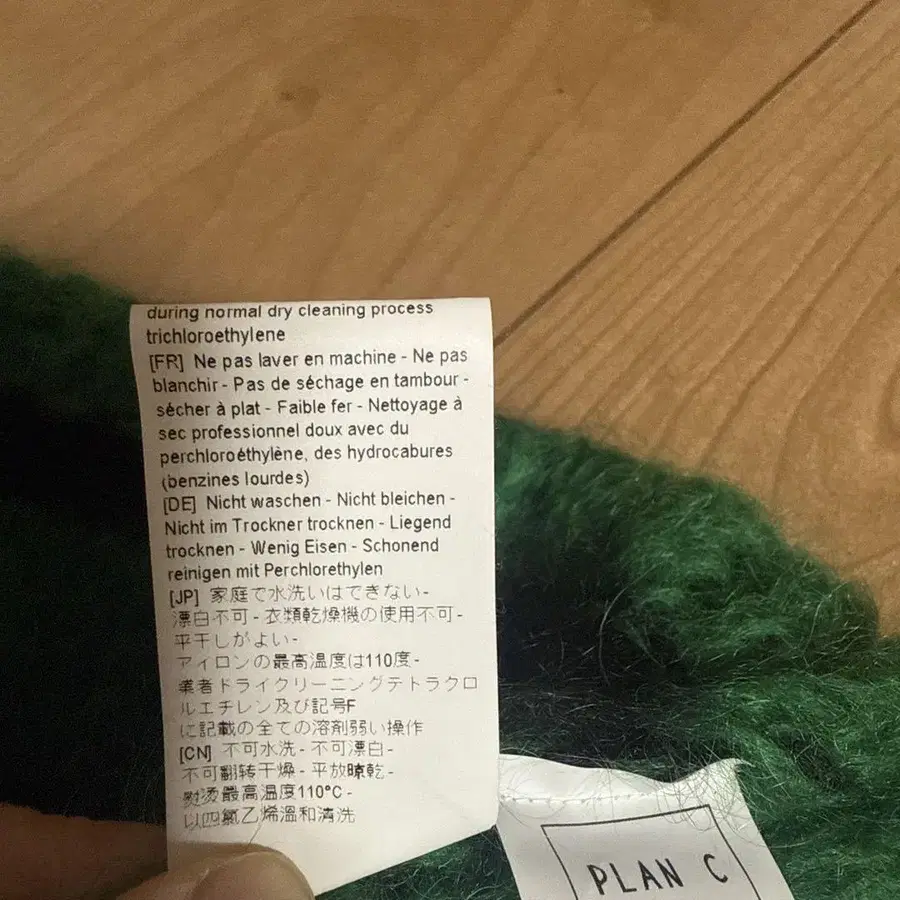 during normal dry cleaning process
trichloroethylene
[FR] Ne pas laver en machine - Ne pas
blanchir - Pas de séchage en tambour -
sécher à plat - Faible fer - Nettoyage à
sec professionnel doux avec du
perchloroéthylène, des hydrocabures
(benzines lourdes)
[DE] Nicht waschen - Nicht bleichen -
Nicht im Trockner trocknen - Liegend
trocknen - Wenig Eisen - Schonend
reinigen mit Perchlorethylen
[JP] 家庭で水洗いはできない-
漂白不可 - 衣類乾燥機の使用不可 -
平干しがよい -
アイロンの最高温度は110度 -
業者ドライクリーニングテトラクロ
ルエチレン及び記号F
に記載の全ての溶剤弱い操作
[CN] 不可水洗 - 不可漂白 -
不可翻转干燥 - 平放晾乾 -
熨烫最高温度110°C -
以四氯乙烯溫和清洗
PLAN C